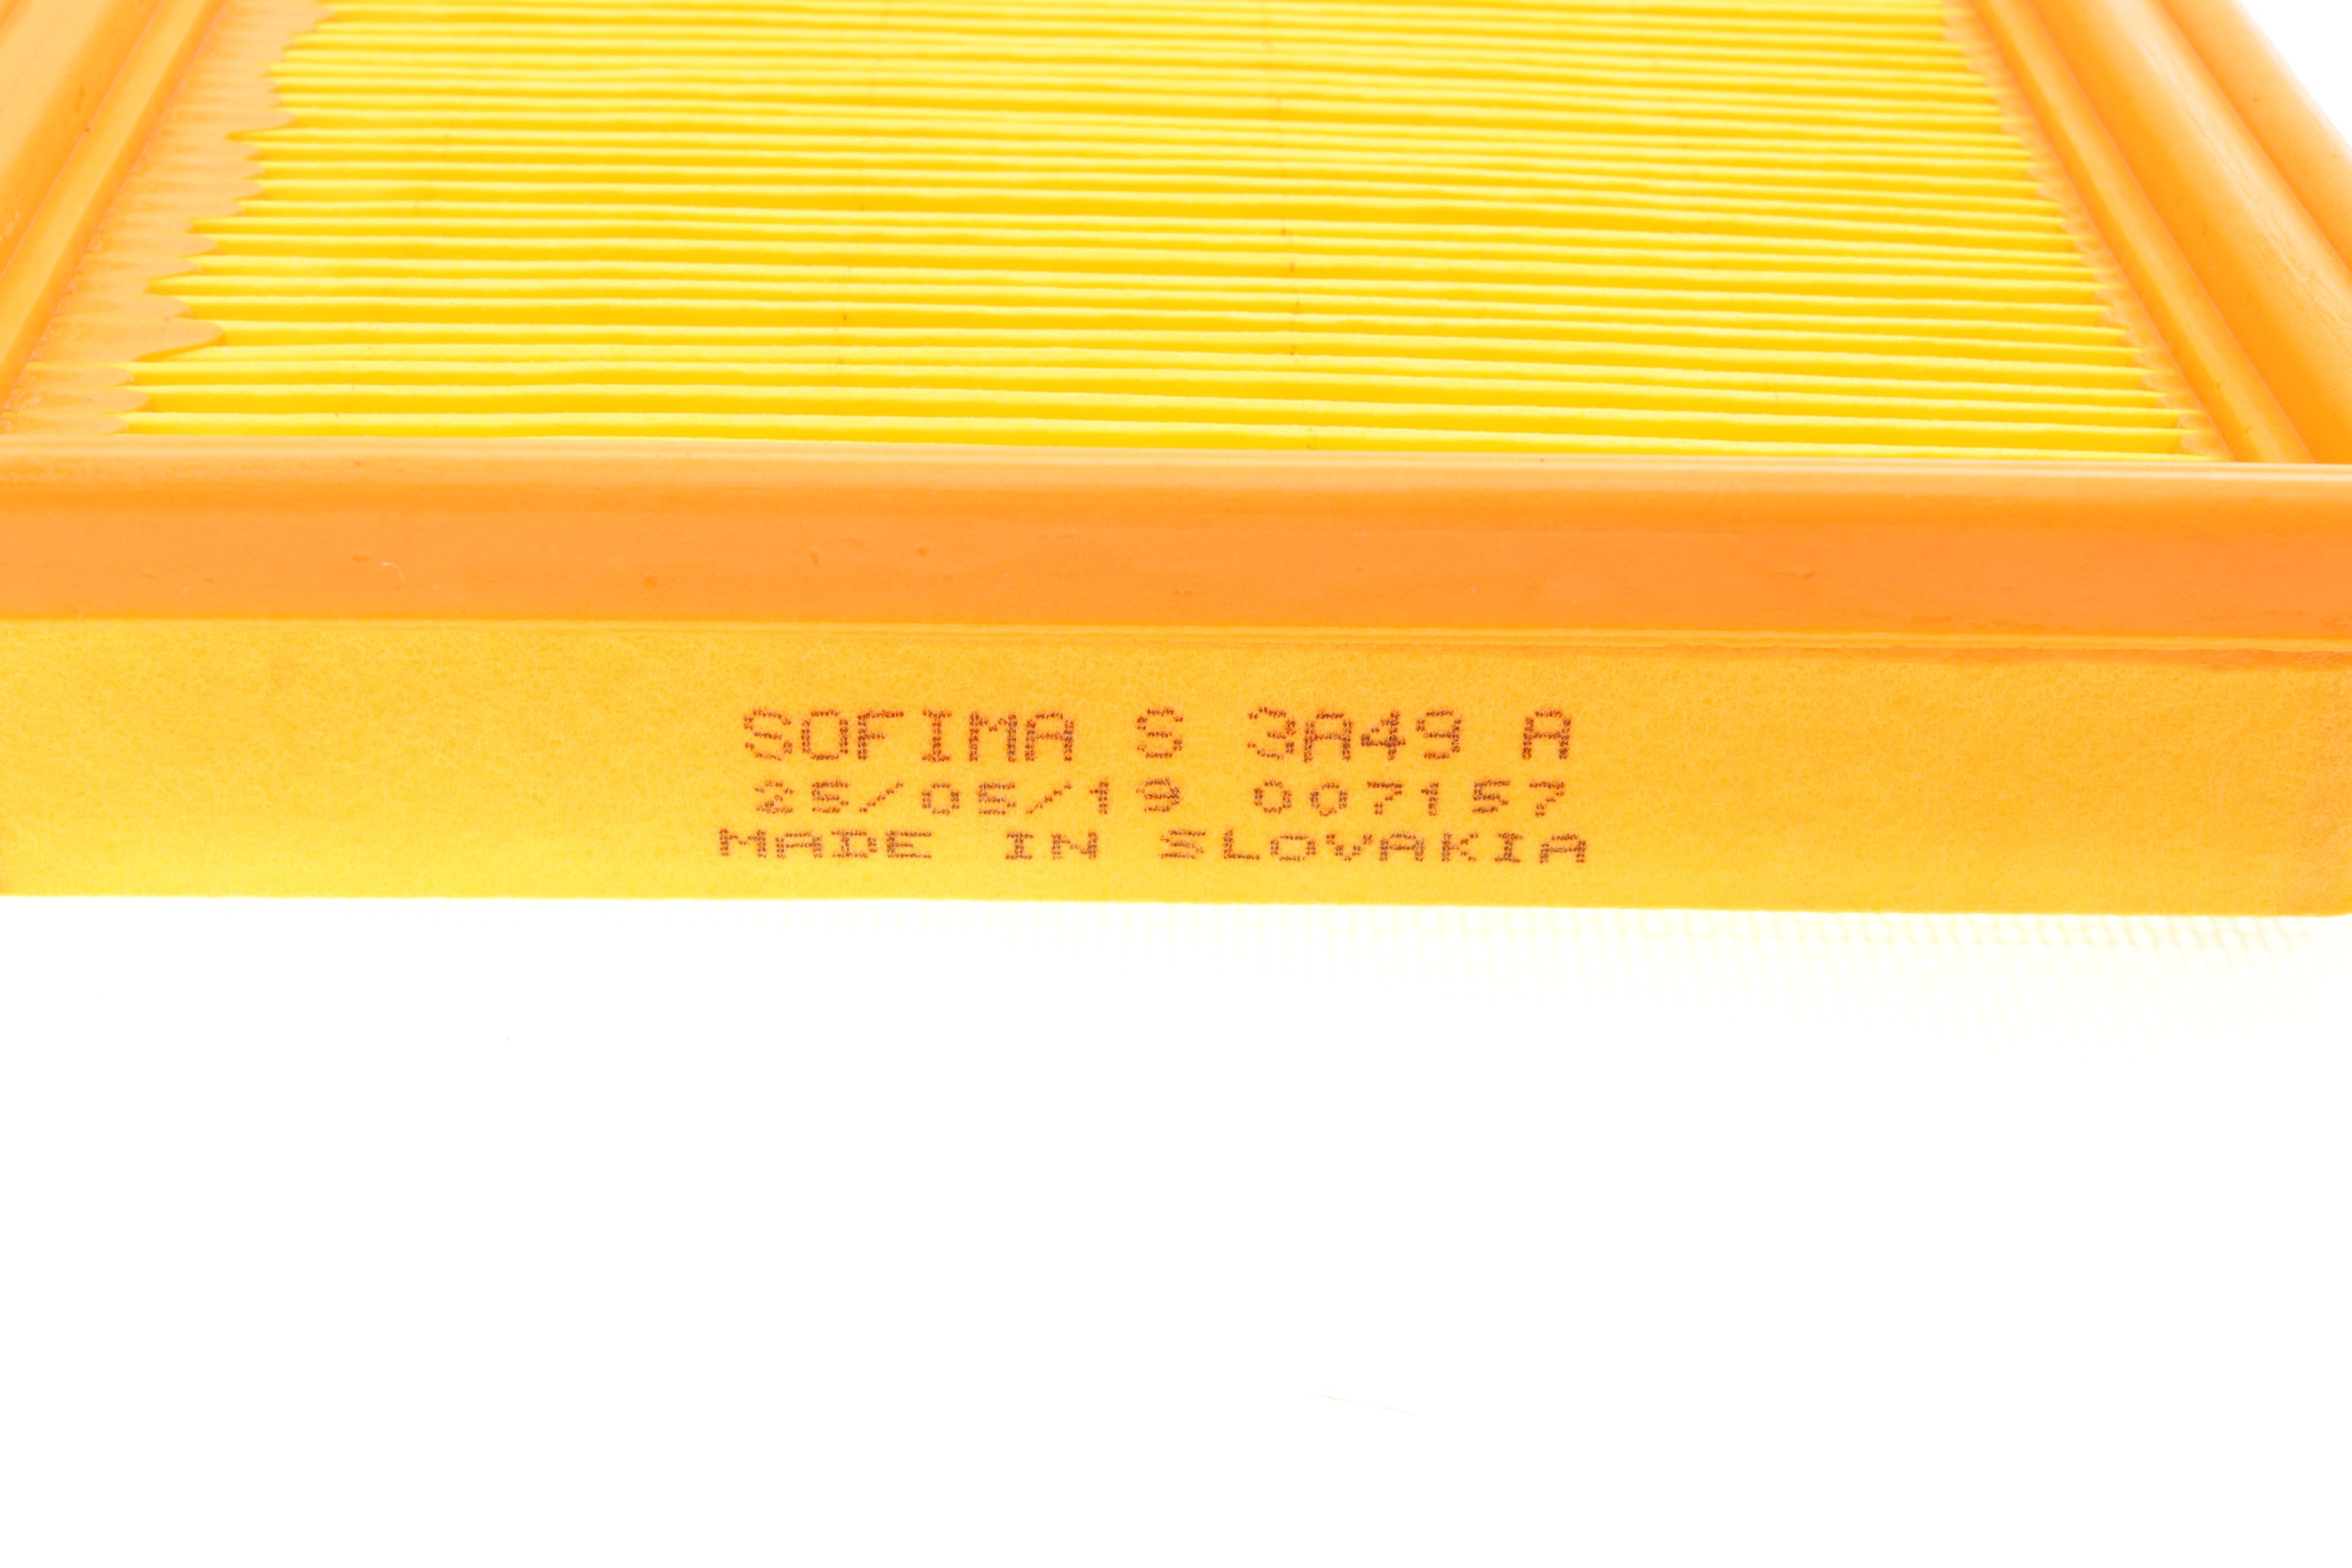 SOFIMA S 3A49 A
25/05/19 007157
MADE IN SLOVAKIA